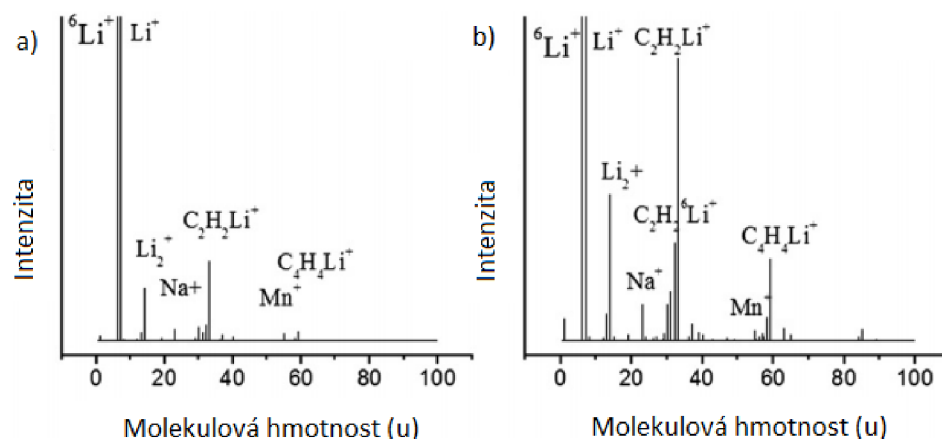 a)
⁶Li⁺ Li⁺
Li₂⁺
C₂H₂Li⁺
Na+
C₄H₄Li⁺
Mn⁺
Intenzita
0 20 40 60 80 100
Molekulová hmotnost (u)
b)
⁶Li⁺ Li⁺ C₂H₂Li⁺
Li₂+
C₂H₂⁶Li⁺
Na⁺
C₄H₄Li⁺
Mn⁺
Intenzita
0 20 40 60 80 100
Molekulová hmotnost (u)